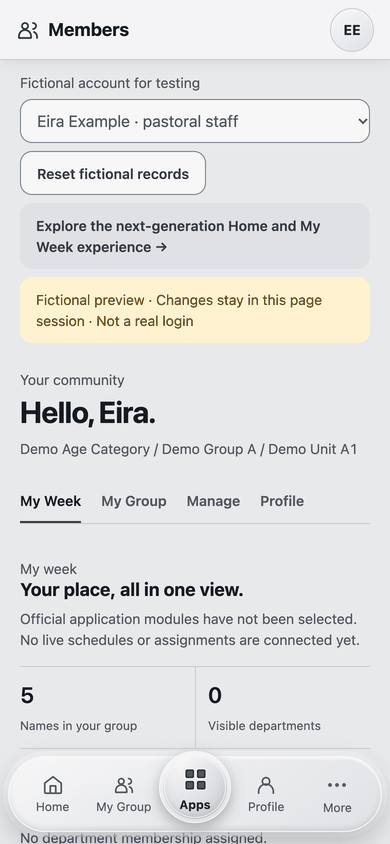 Members
EE
Fictional account for testing
Eira Example · pastoral staff
Reset fictional records
Explore the next-generation Home and My
Week experience →
Fictional preview · Changes stay in this page
session · Not a real login
Your community
Hello, Eira.
Demo Age Category / Demo Group A / Demo Unit A1
My Week My Group Manage Profile
My week
Your place, all in one view.
Official application modules have not been selected.
No live schedules or assignments are connected yet.
5 0
Names in your group Visible departments
Home My Group Apps Profile More
No department membership assigned.